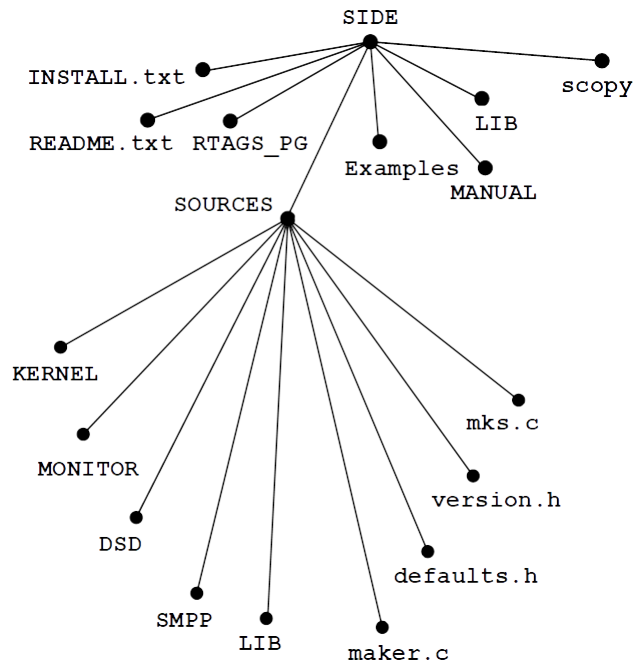 SIDE
INSTALL.txt
scopy
LIB
README.txt
RTAGS_PG
Examples
MANUAL
SOURCES
KERNEL
mks.c
MONITOR
version.h
DSD
defaults.h
SMPP
LIB
maker.c